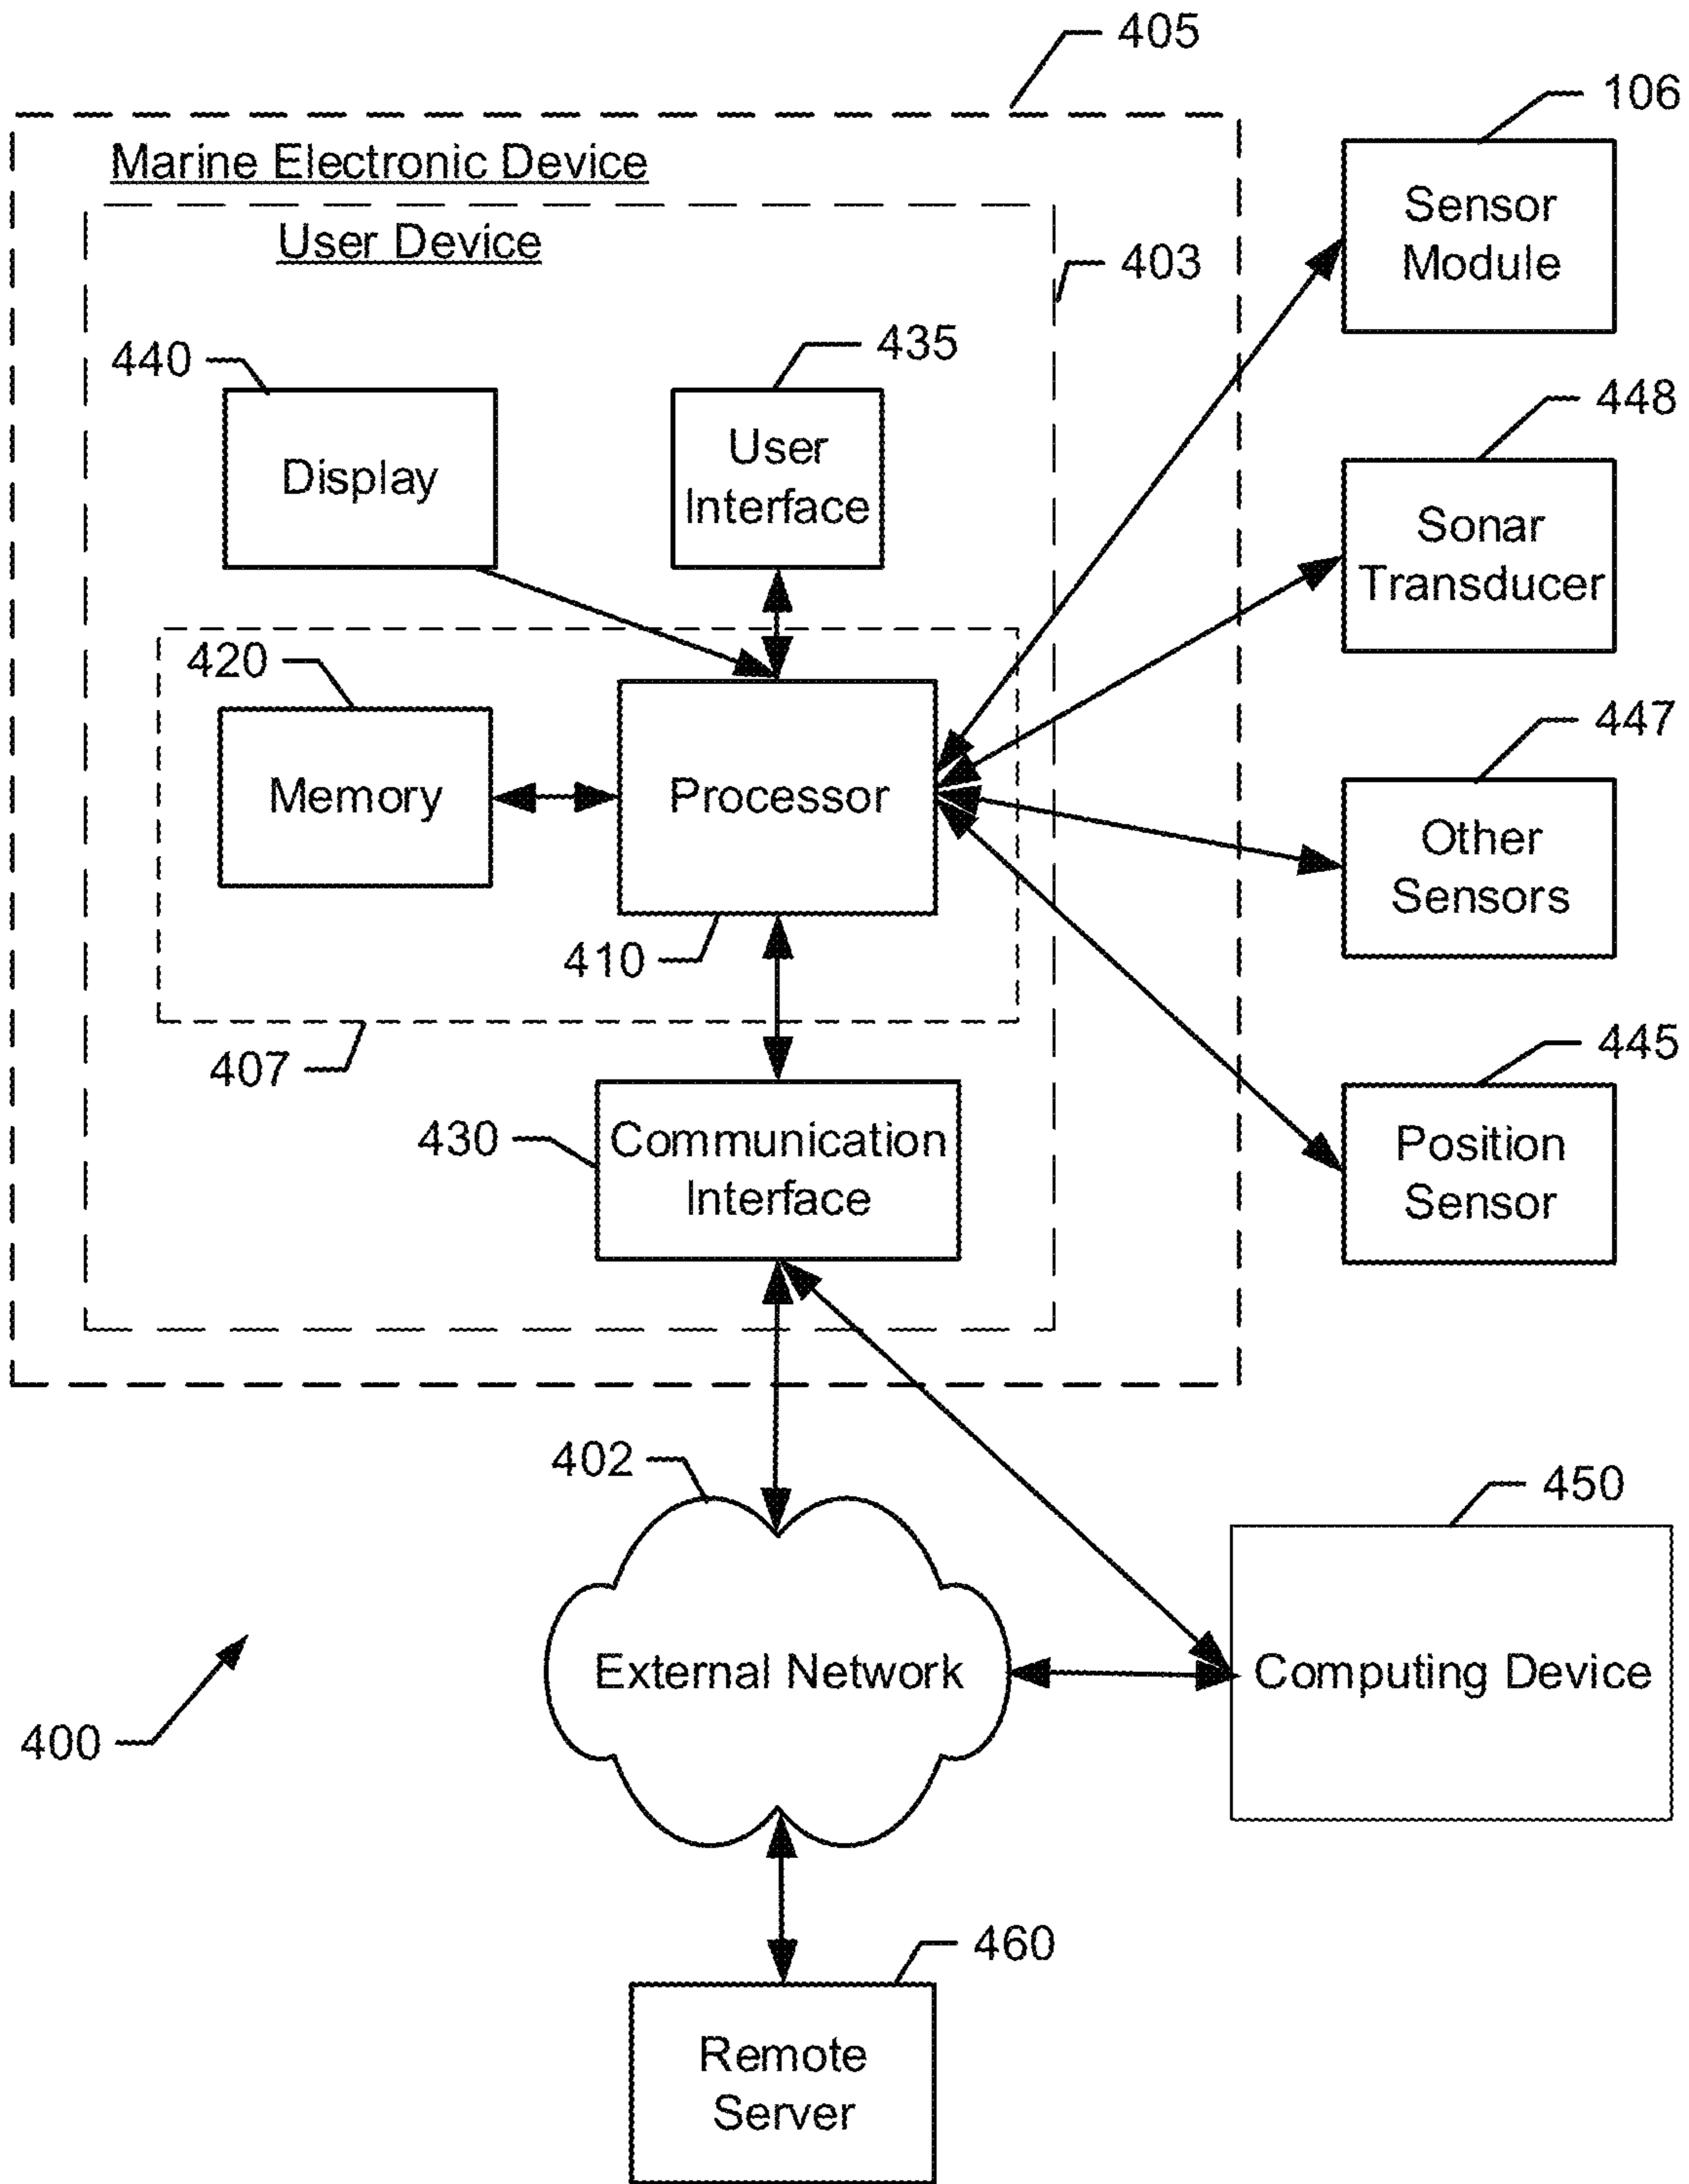 405
106
Marine Electronic Device
Sensor
Module
User Device
403
440
435
448
Display
User
Interface
Sonar
Transducer
420
447
Memory
Processor
Other
Sensors
410
407
445
430
Communication
Interface
Position
Sensor
402
450
External Network
Computing Device
400
460
Remote
Server